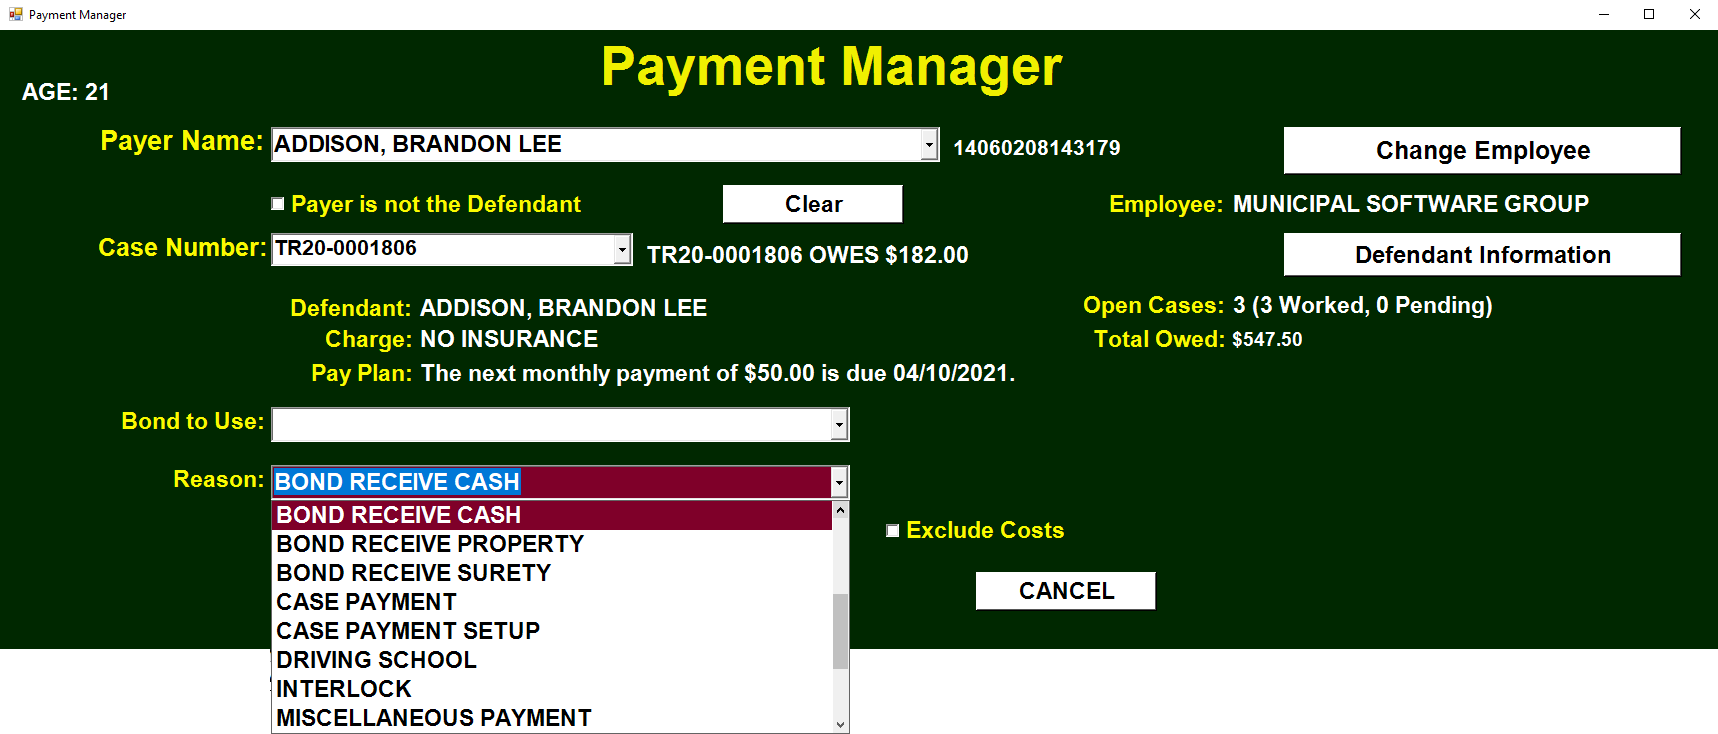 Payment Manager
Payment Manager
AGE: 21
Payer Name: ADDISON, BRANDON LEE 14060208143179 Change Employee
Payer is not the Defendant Clear Employee: MUNICIPAL SOFTWARE GROUP
Case Number: TR20-0001806 TR20-0001806 OWES $182.00 Defendant Information
Defendant: ADDISON, BRANDON LEE Open Cases: 3 (3 Worked, 0 Pending)
Charge: NO INSURANCE Total Owed: $547.50
Pay Plan: The next monthly payment of $50.00 is due 04/10/2021.
Bond to Use:
Reason: BOND RECEIVE CASH
BOND RECEIVE CASH
Exclude Costs
BOND RECEIVE PROPERTY
BOND RECEIVE SURETY
CANCEL
CASE PAYMENT
CASE PAYMENT SETUP
DRIVING SCHOOL
INTERLOCK
MISCELLANEOUS PAYMENT